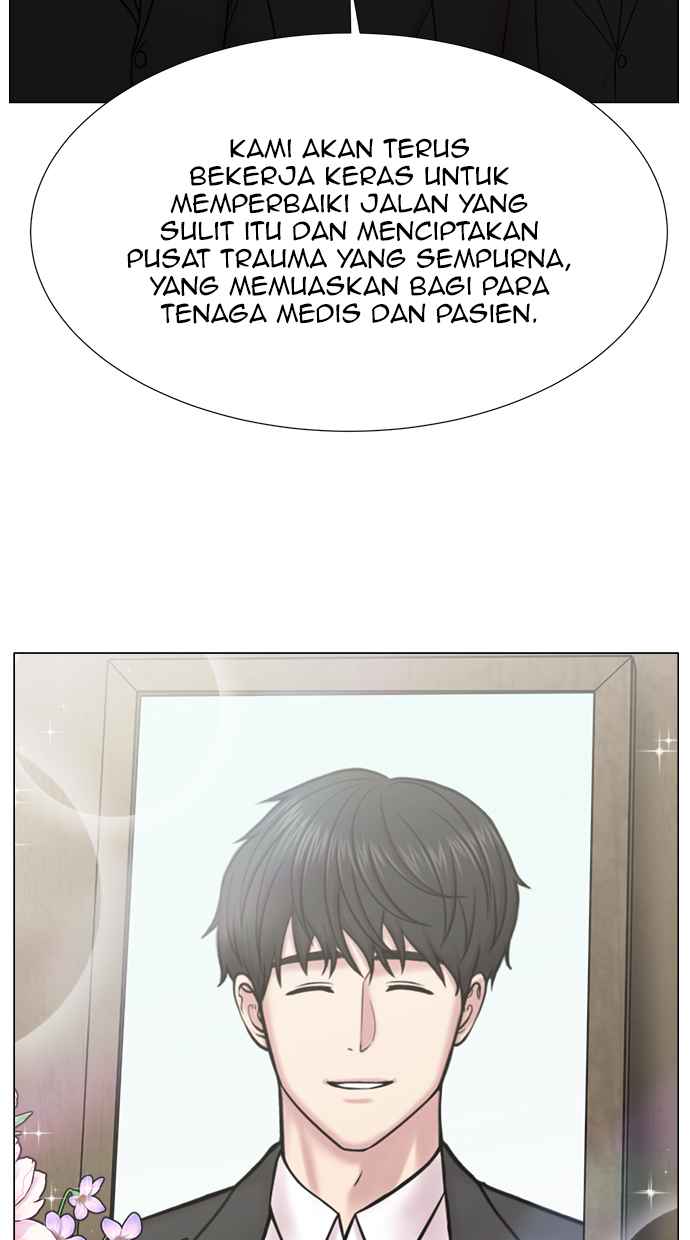 KAMI AKAN TERUS
BEKERJA KERAS UNTUK
MEMPERBAIKI JALAN YANG
SULIT ITU DAN MENCIPTAKAN
PUSAT TRAUMA YANG SEMPURNA,
YANG MEMUASKAN BAGI PARA
TENAGA MEDIS DAN PASIEN.